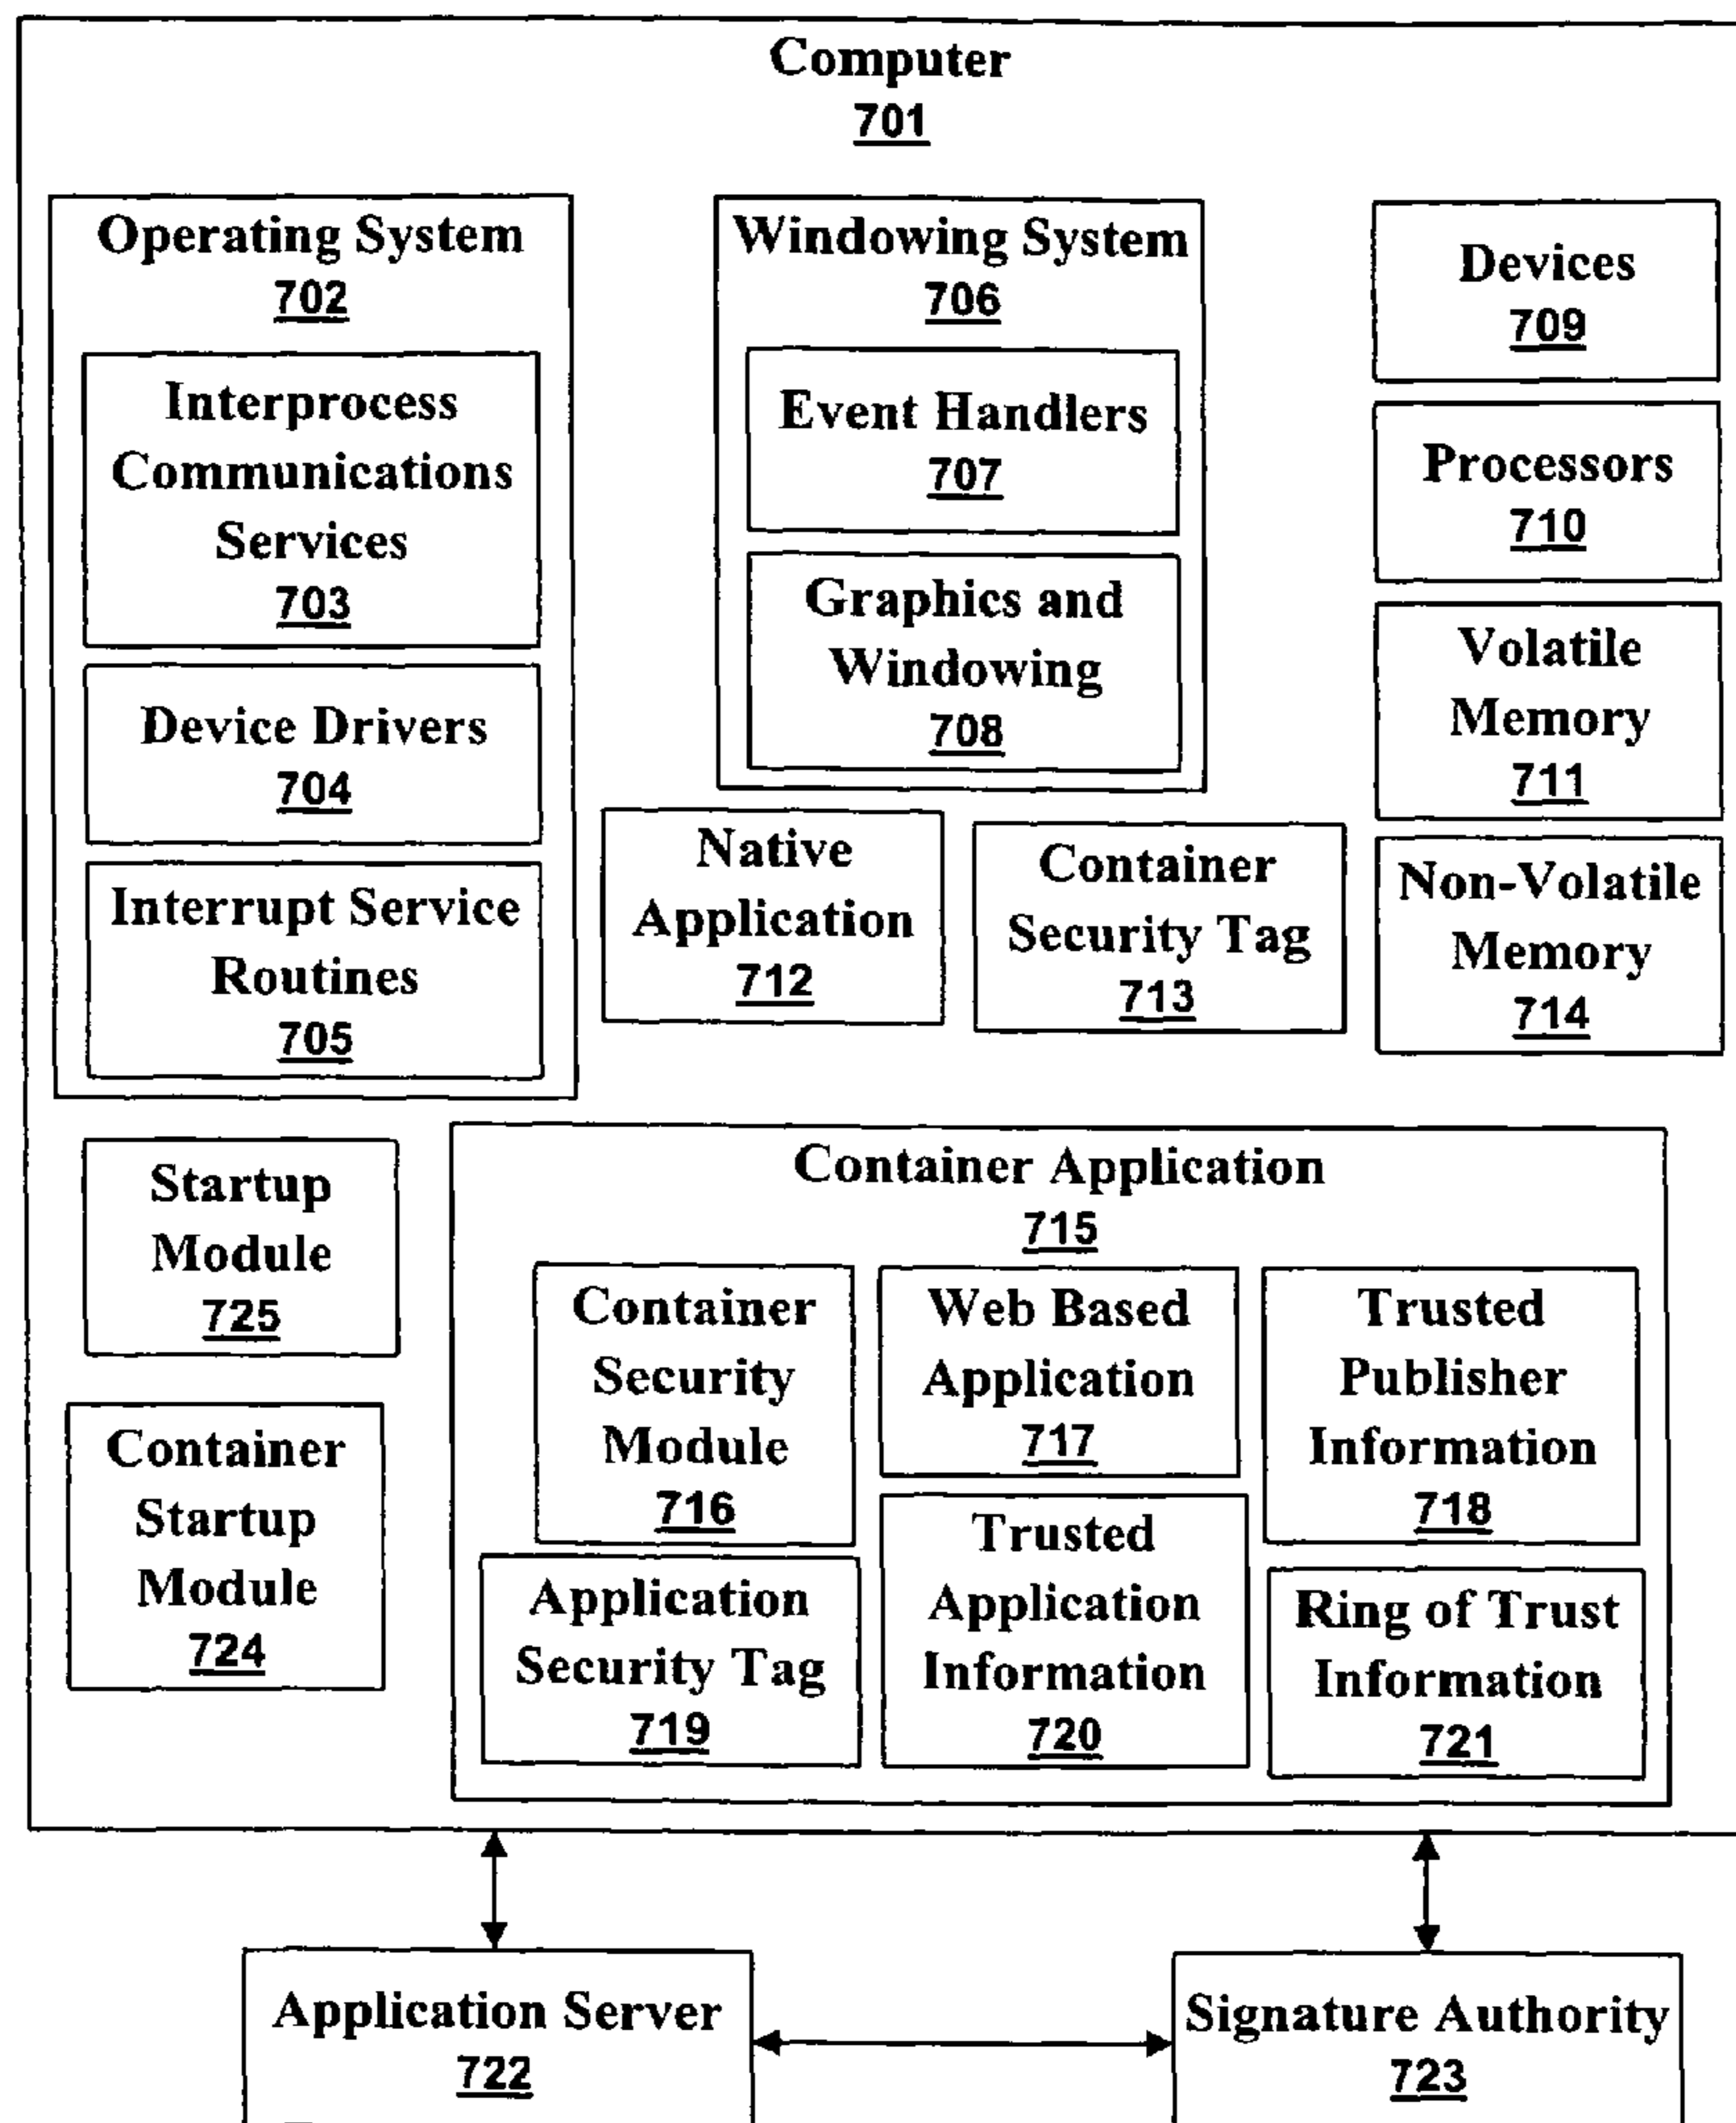 Computer
701
Operating System
702
Interprocess
Communications
Services
703
Device Drivers
704
Interrupt Service
Routines
705
Windowing System
706
Event Handlers
707
Graphics and
Windowing
708
Devices
709
Processors
710
Volatile
Memory
711
Non-Volatile
Memory
714
Native
Application
712
Container
Security Tag
713
Startup
Module
725
Container
Startup
Module
724
Container Application
715
Container
Security
Module
716
Web Based
Application
717
Trusted
Publisher
Information
718
Application
Security Tag
719
Trusted
Application
Information
720
Ring of Trust
Information
721
Application Server
722
Signature Authority
723